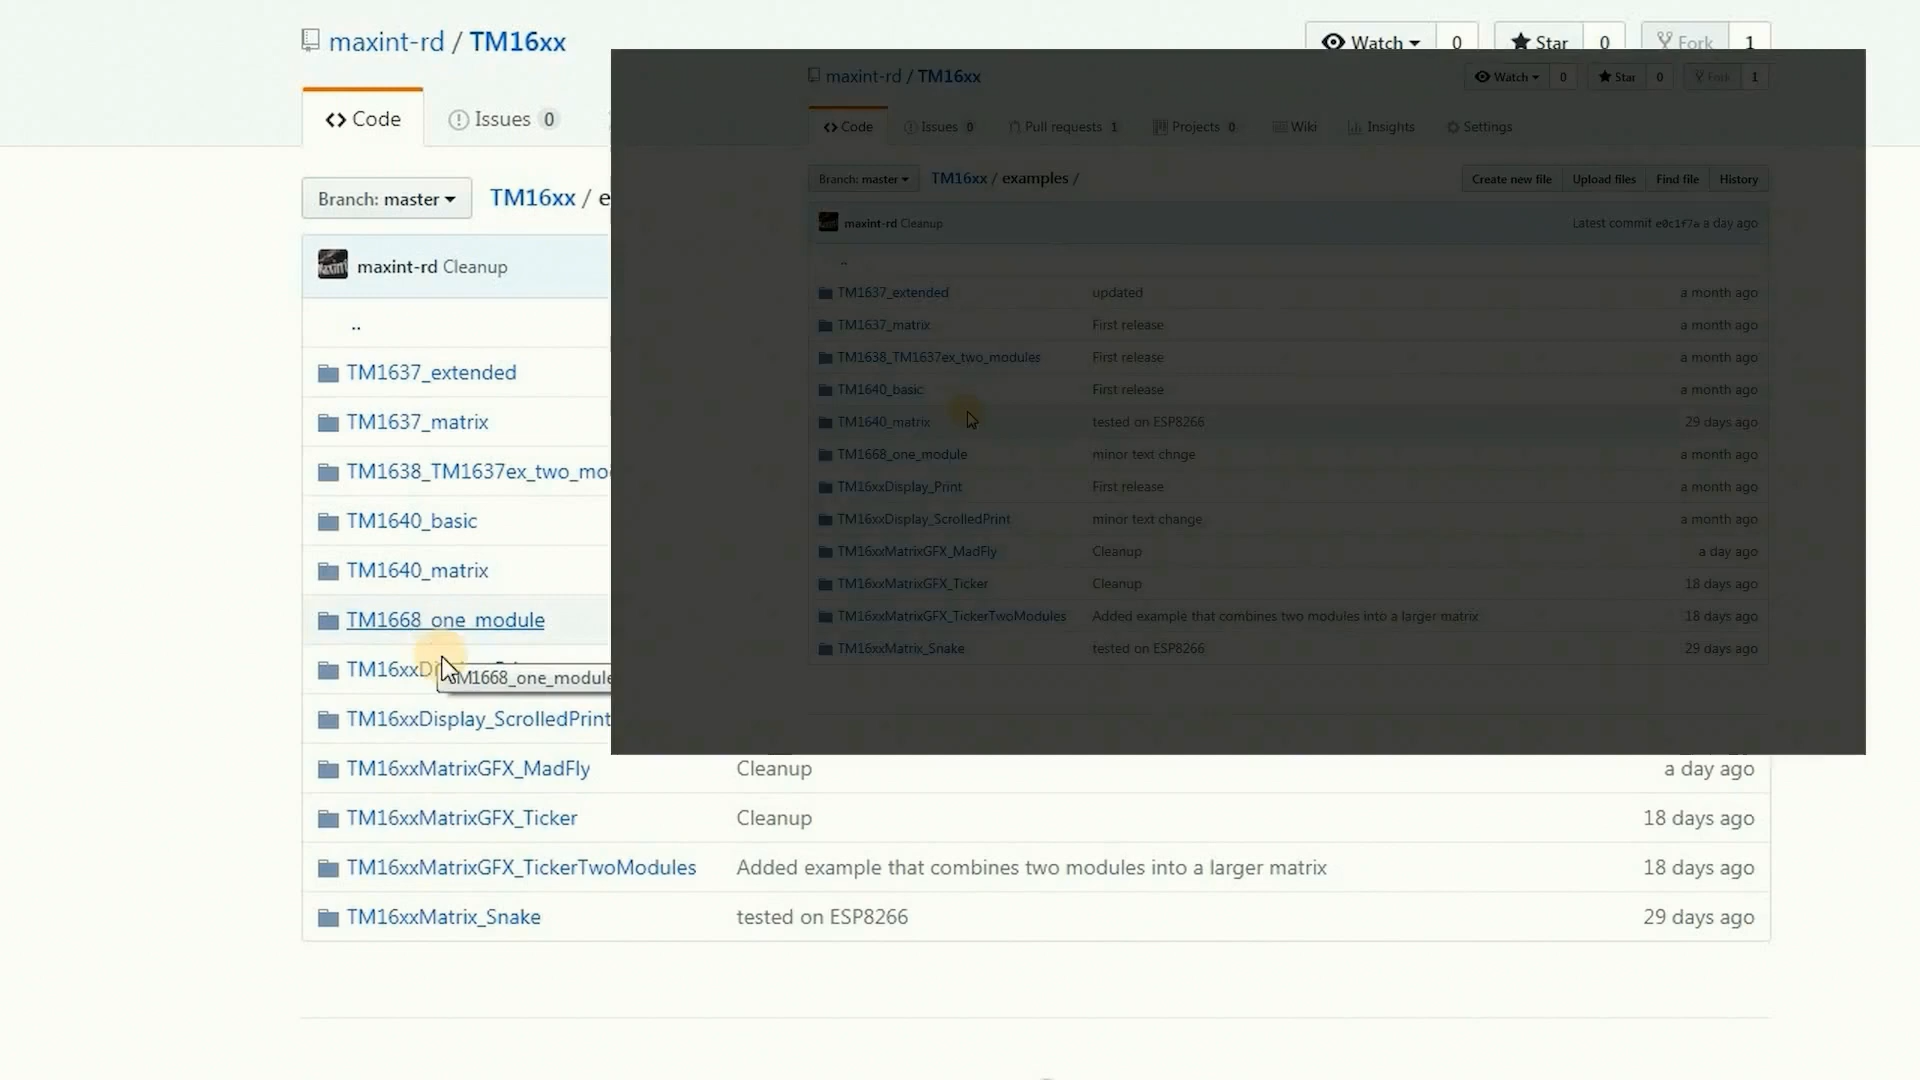 maxint-rd / TM16xx
Watch 0 Star 0 Fork 1
Code Issues 0
Branch: master TM16xx / e
maxint-rd Cleanup
..
TM1637_extended
TM1637_matrix
TM1638_TM1637ex_two_mo
TM1640_basic
TM1640_matrix
TM1668_one_module
TM16xxDi
TM1668_one_module
TM16xxDisplay_ScrolledPrint
TM16xxMatrixGFX_MadFly Cleanup a day ago
TM16xxMatrixGFX_Ticker Cleanup 18 days ago
TM16xxMatrixGFX_TickerTwoModules Added example that combines two modules into a larger matrix 18 days ago
TM16xxMatrix_Snake tested on ESP8266 29 days ago
maxint-rd / TM16xx Watch 0 Star 0 Fork 1
Code Issues 0 Pull requests 1 Projects 0 Wiki Insights Settings
Branch: master TM16xx / examples / Create new file Upload files Find file History
maxint-rd Cleanup Latest commit e0c1f7a a day ago
..
TM1637_extended updated a month ago
TM1637_matrix First release a month ago
TM1638_TM1637ex_two_modules First release a month ago
TM1640_basic First release a month ago
TM1640_matrix tested on ESP8266 29 days ago
TM1668_one_module minor text chnge a month ago
TM16xxDisplay_Print First release a month ago
TM16xxDisplay_ScrolledPrint minor text change a month ago
TM16xxMatrixGFX_MadFly Cleanup a day ago
TM16xxMatrixGFX_Ticker Cleanup 18 days ago
TM16xxMatrixGFX_TickerTwoModules Added example that combines two modules into a larger matrix 18 days ago
TM16xxMatrix_Snake tested on ESP8266 29 days ago